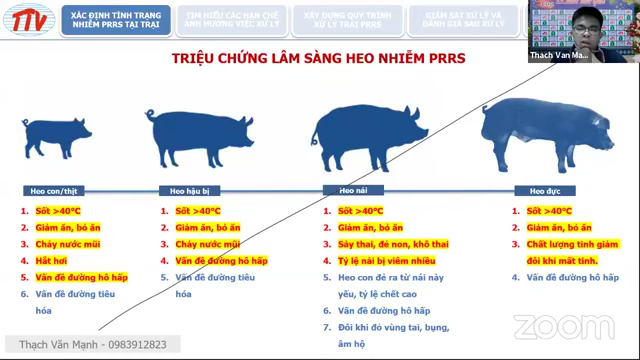 TTV
XÁC ĐỊNH TÌNH TRẠNG
NHIỄM PRRS TẠI TRẠI
TÌM HIỂU CÁC HẠN CHẾ
ẢNH HƯỞNG VIỆC XỬ LÝ
XÂY DỰNG QUY TRÌNH
XỬ LÝ TRẠI PRRS
GIÁM SÁT XỬ LÝ VÀ
ĐÁNH GIÁ SAU XỬ LÝ
Thach Van Ma...
TRIỆU CHỨNG LÂM SÀNG HEO NHIỄM PRRS
Heo con/thịt
1. Sốt >40°C
2. Giảm ăn, bỏ ăn
3. Chảy nước mũi
4. Hắt hơi
5. Vấn đề đường hô hấp
6. Vấn đề đường tiêu
hóa
Heo hậu bị
1. Sốt >40°C
2. Giảm ăn, bỏ ăn
3. Chảy nước mũi
4. Vấn đề đường hô hấp
5. Vấn đề đường tiêu
hóa
Heo nái
1. Sốt >40°C
2. Giảm ăn, bỏ ăn
3. Sảy thai, đẻ non, khô thai
4. Tỷ lệ nái bị viêm nhiều
5. Heo con đẻ ra từ nái này
yếu, tỷ lệ chết cao
6. Vấn đề đường hô hấp
7. Đôi khi đỏ vùng tai, bụng,
âm hộ
Heo đực
1. Sốt >40°C
2. Giảm ăn, bỏ ăn
3. Chất lượng tinh giảm
đôi khi mất tinh.
4. Vấn đề đường hô hấp
Thạch Văn Mạnh - 0983912823
zoom